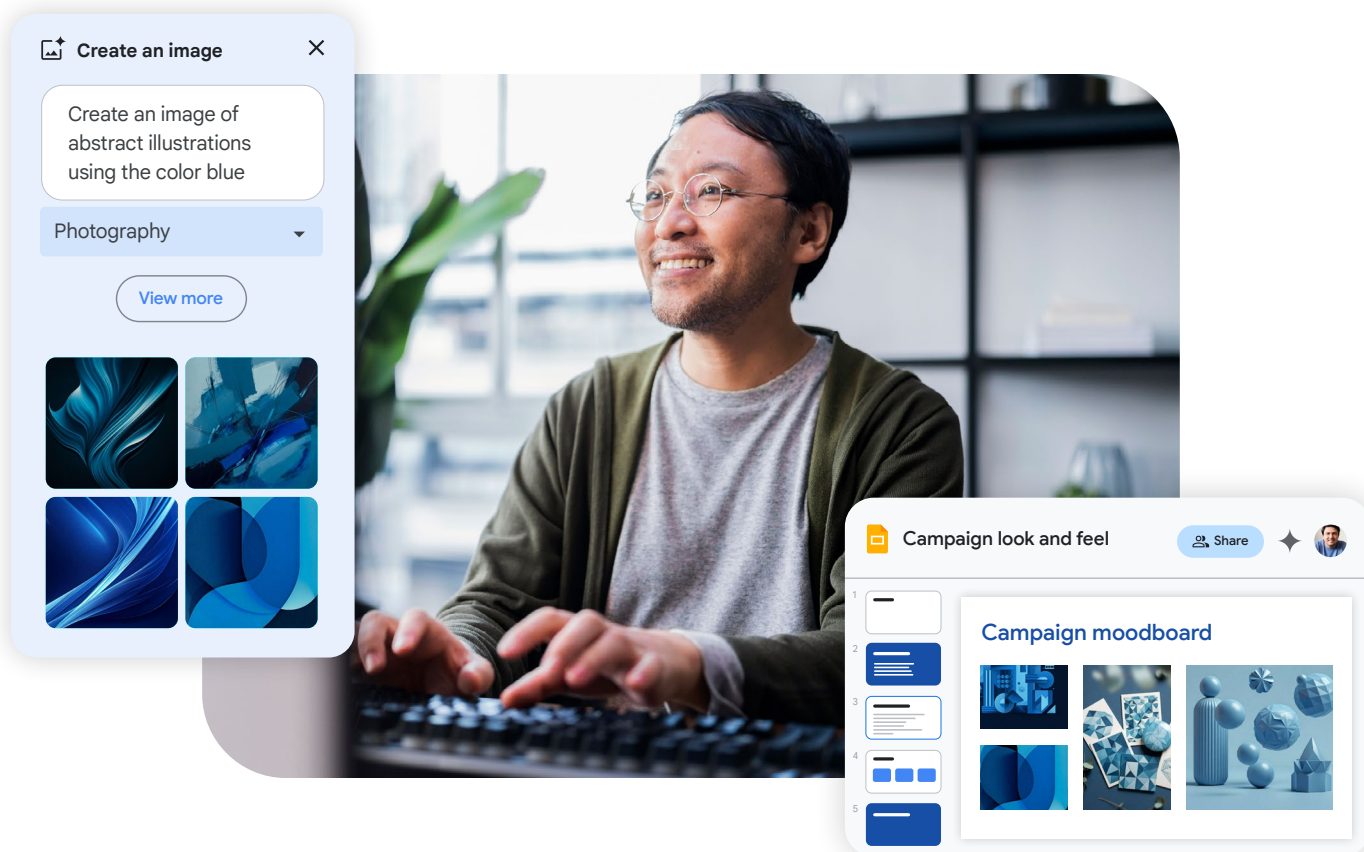 Create an image
Create an image of
abstract illustrations
using the color blue
Photography
View more
Campaign look and feel
Share
1
2
3
4
5
Campaign moodboard